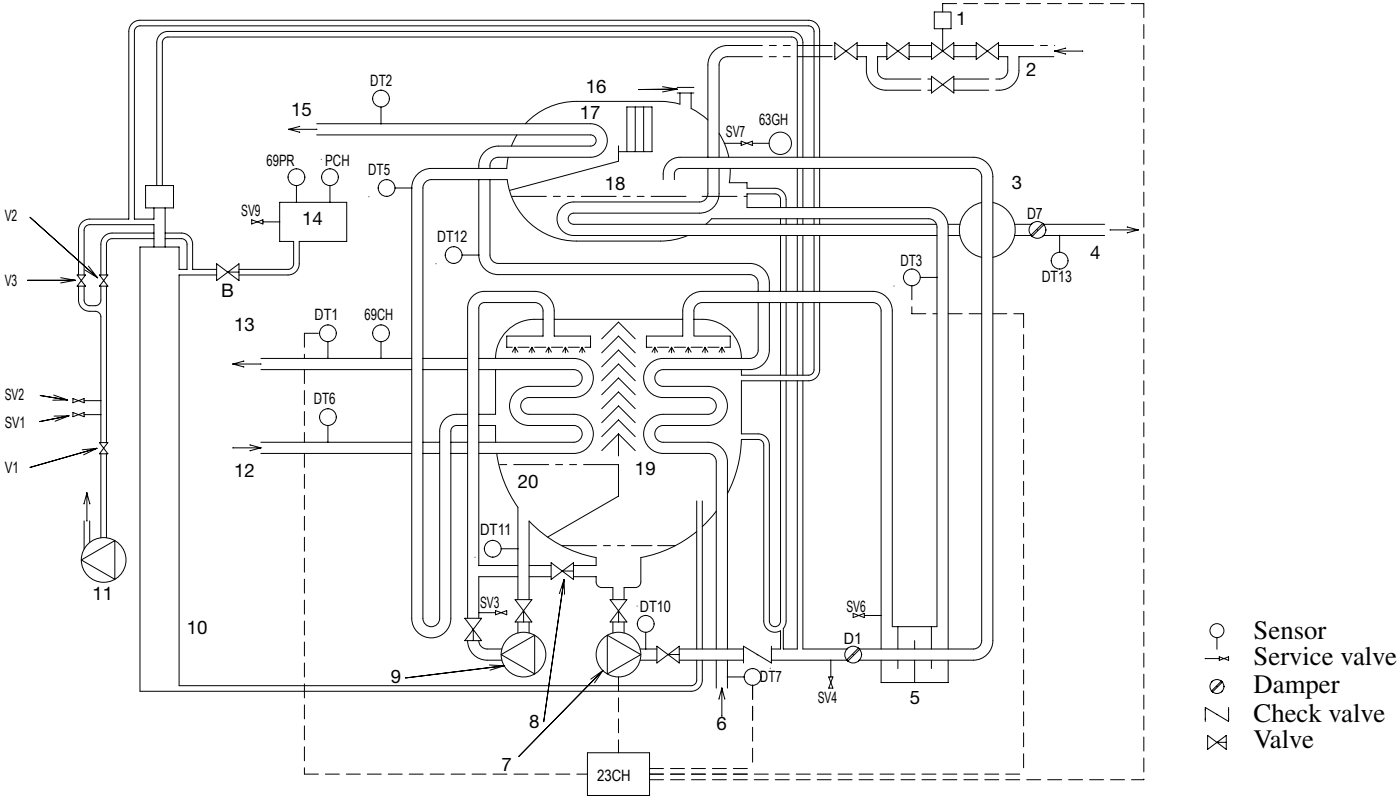 1
2
DT2
16
15
17
SV7
63GH
69PR
PCH
DT5
18
3
V2
SV9
14
D7
4
DT12
DT3
DT13
V3
B
13
DT1
69CH
SV2
DT6
SV1
V1
12
19
20
DT11
11
10
SV3
DT10
SV6
D1
9
DT7
SV4
5
8
6
7
23CH
Sensor
Service valve
Damper
Check valve
Valve